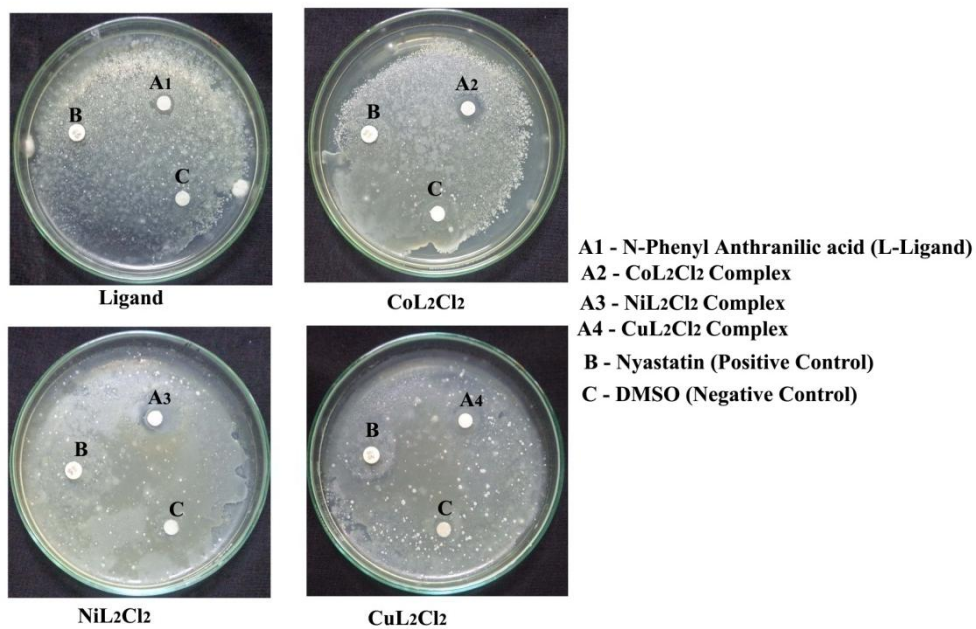 A1
B
C
Ligand
A2
B
C
CoL2Cl2
A3
B
C
NiL2Cl2
A4
B
C
CuL2Cl2
A1 - N-Phenyl Anthranilic acid (L-Ligand)
A2 - CoL2Cl2 Complex
A3 - NiL2Cl2 Complex
A4 - CuL2Cl2 Complex
B - Nyastatin (Positive Control)
C - DMSO (Negative Control)